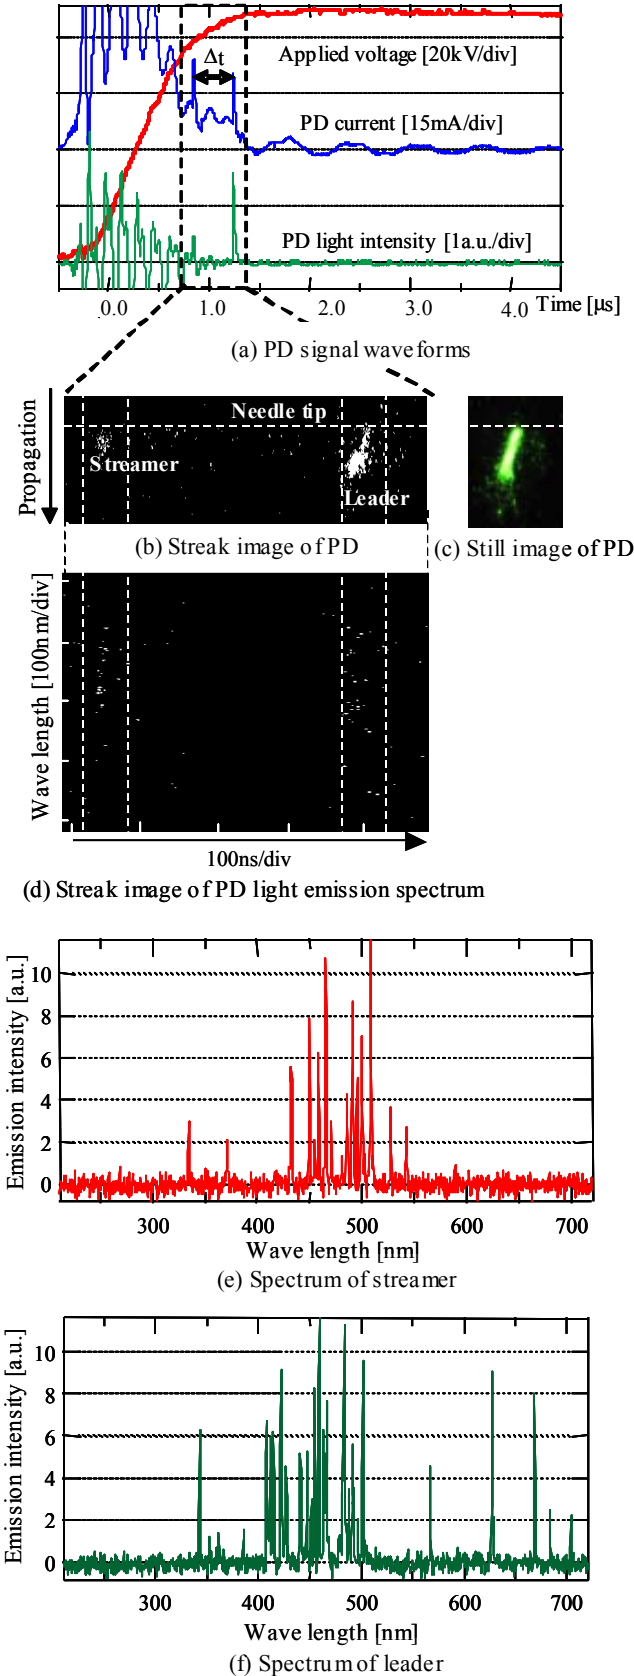 Applied voltage [20kV/div]
Δt
PD current [15mA/div]
PD light intensity [1a.u./div]
0.0 1.0 2.0 3.0 4.0 Time [μs]
(a) PD signal waveforms
Propagation
Needle tip
Streamer
Leader
(b) Streak image of PD
(c) Still image of PD
Wave length [100nm/div]
100ns/div
(d) Streak image of PD light emission spectrum
Emission intensity [a.u.]
10
8
6
4
2
0
300 400 500 600 700
Wave length [nm]
(e) Spectrum of streamer
Emission intensity [a.u.]
10
8
6
4
2
0
300 400 500 600 700
Wave length [nm]
(f) Spectrum of leader